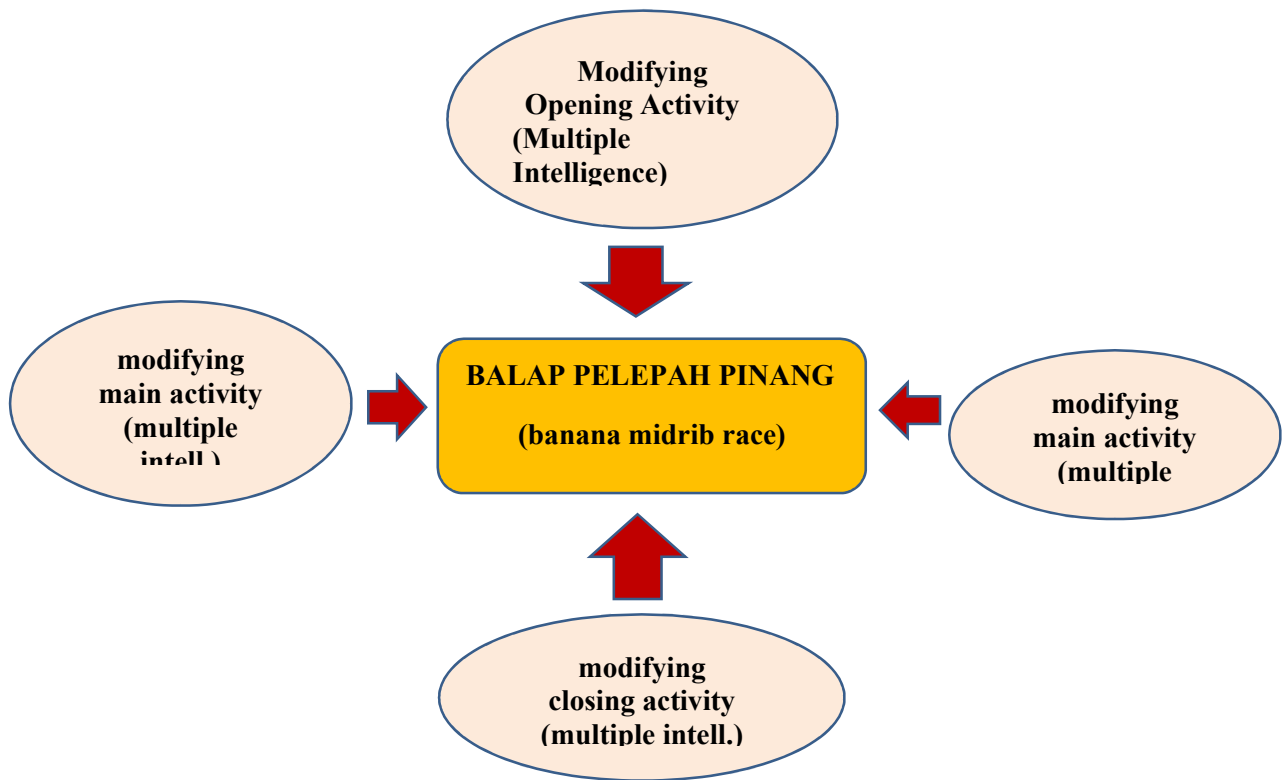 Modifying
Opening Activity
(Multiple
Intelligence)
modifying
main activity
(multiple
intell.)
BALAP PELEPAH PINANG
(banana midrib race)
modifying
main activity
(multiple
modifying
closing activity
(multiple intell.)